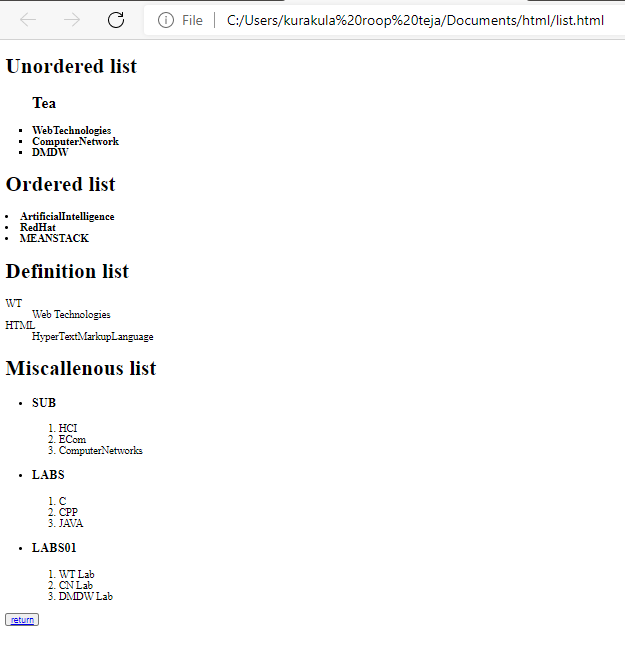 File C:/Users/kurakula%20roop%20teja/Documents/html/list.html
Unordered list
Tea
WebTechnologies
ComputerNetwork
DMDW
Ordered list
ArtificialIntelligence
RedHat
MEANSTACK
Definition list
WT
Web Technologies
HTML
HyperTextMarkupLanguage
Miscallenous list
SUB
1. HCI
2. ECom
3. ComputerNetworks
LABS
1. C
2. CPP
3. JAVA
LABS01
1. WT Lab
2. CN Lab
3. DMDW Lab
return